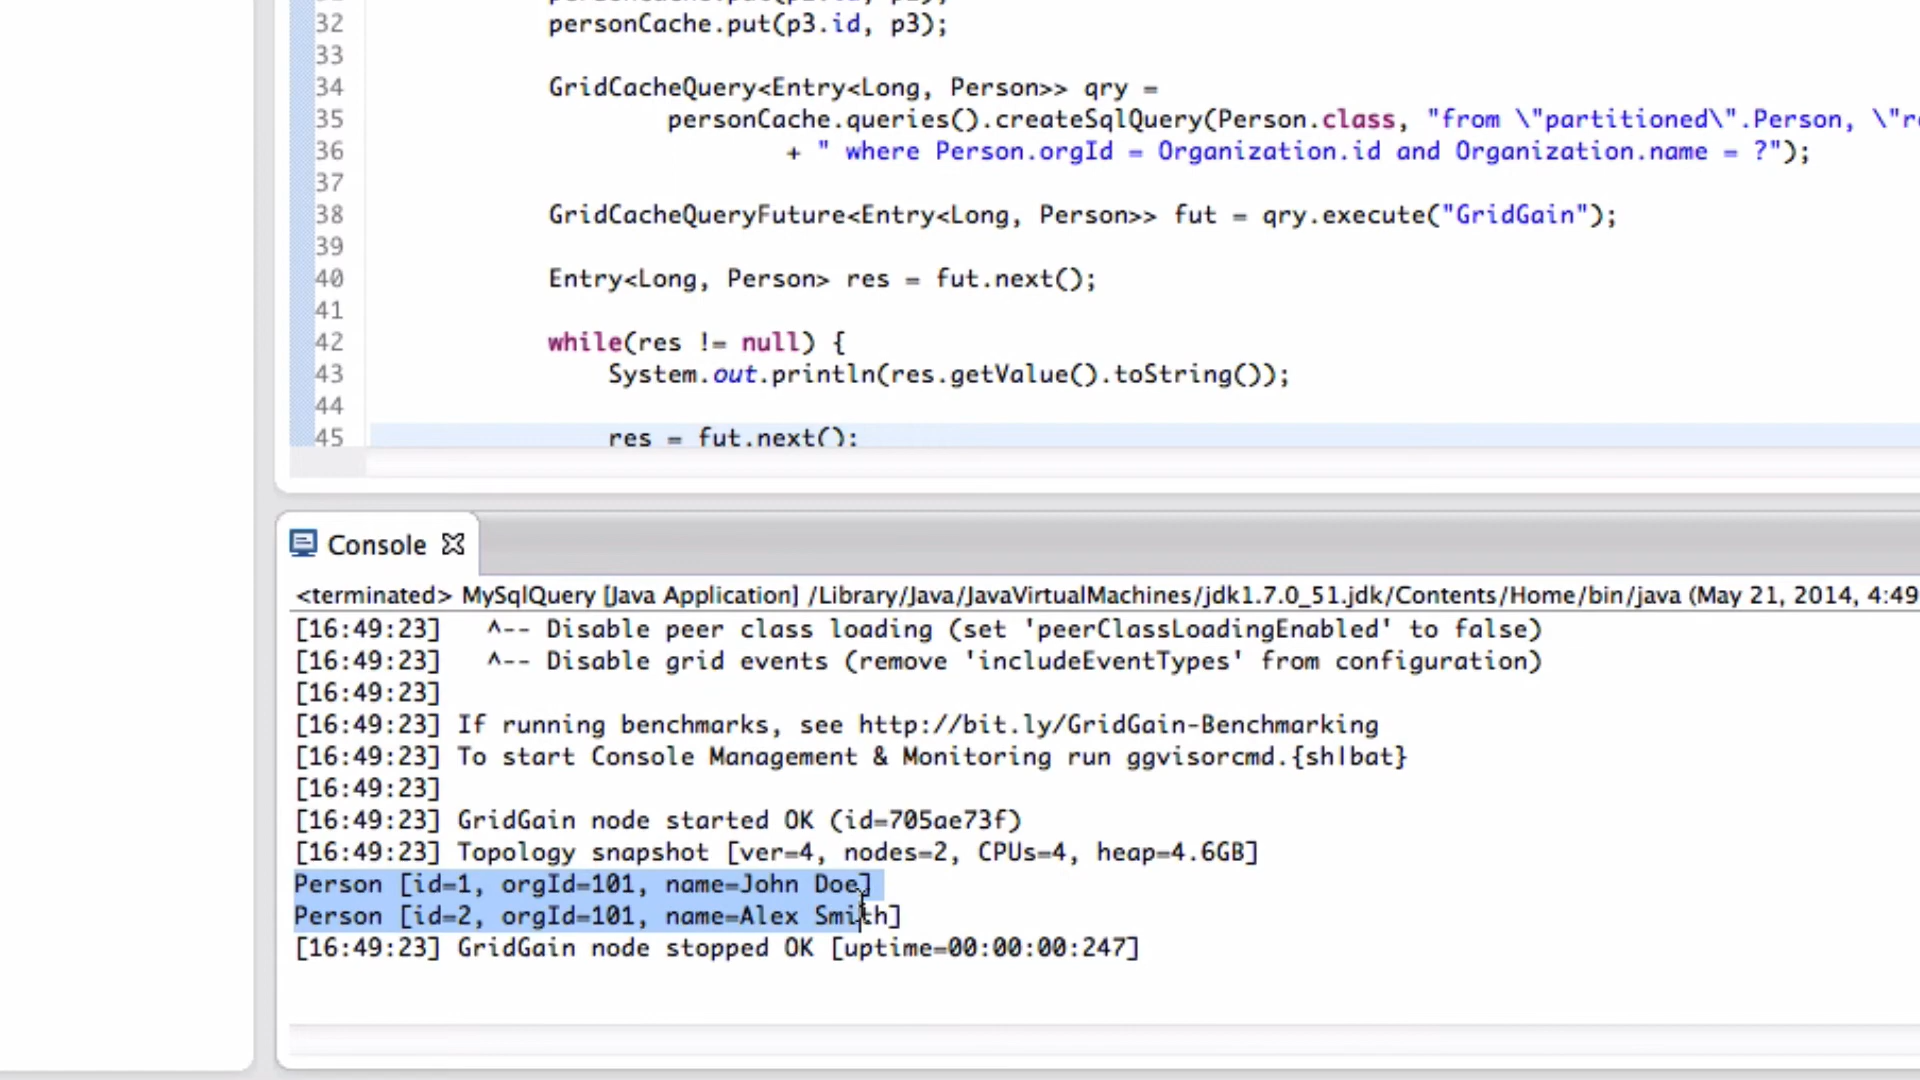 32 personCache.put(p3.id, p3);
33
34 GridCacheQuery<Entry<Long, Person>> qry =
35 personCache.queries().createSqlQuery(Person.class, "from \"partitioned\".Person, \"r
36 + " where Person.orgId = Organization.id and Organization.name = ?");
37
38 GridCacheQueryFuture<Entry<Long, Person>> fut = qry.execute("GridGain");
39
40 Entry<Long, Person> res = fut.next();
41
42 while(res != null) {
43 System.out.println(res.getValue().toString());
44
45 res = fut.next();
Console
<terminated> MySqlQuery [Java Application] /Library/Java/JavaVirtualMachines/jdk1.7.0_51.jdk/Contents/Home/bin/java (May 21, 2014, 4:49
[16:49:23]   ^-- Disable peer class loading (set 'peerClassLoadingEnabled' to false)
[16:49:23]   ^-- Disable grid events (remove 'includeEventTypes' from configuration)
[16:49:23]
[16:49:23] If running benchmarks, see http://bit.ly/GridGain-Benchmarking
[16:49:23] To start Console Management & Monitoring run ggvisorcmd.{sh|bat}
[16:49:23]
[16:49:23] GridGain node started OK (id=705ae73f)
[16:49:23] Topology snapshot [ver=4, nodes=2, CPUs=4, heap=4.6GB]
Person [id=1, orgId=101, name=John Doe]
Person [id=2, orgId=101, name=Alex Smith]
[16:49:23] GridGain node stopped OK [uptime=00:00:00:247]